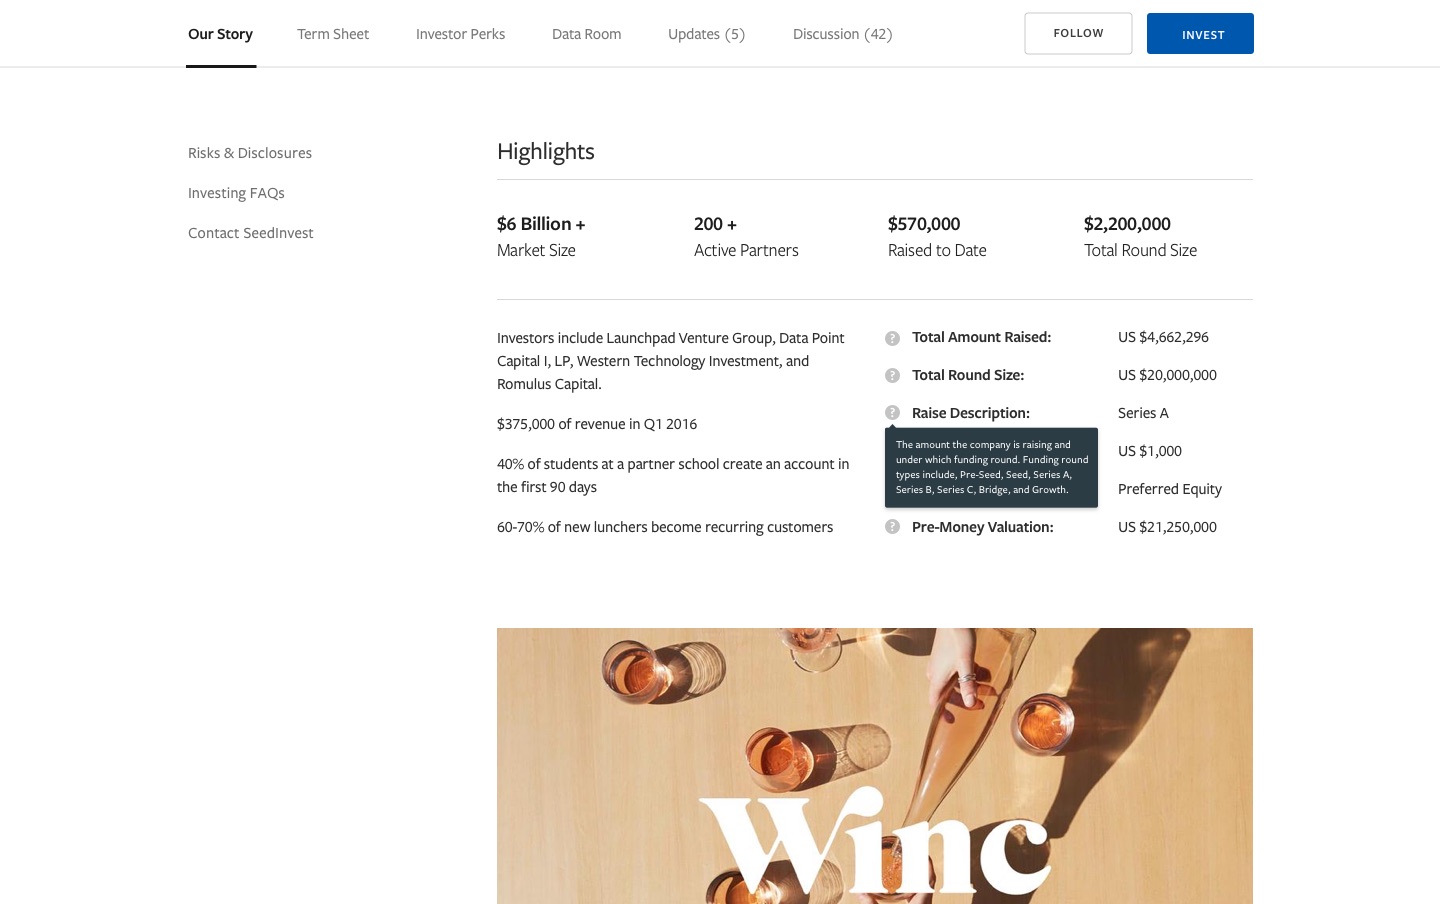 Our Story
Term Sheet
Investor Perks
Data Room
Updates (5)
Discussion (42)
FOLLOW
INVEST
Risks & Disclosures
Investing FAQs
Contact SeedInvest
Highlights
$6 Billion +
Market Size
200 +
Active Partners
$570,000
Raised to Date
$2,200,000
Total Round Size
Investors include Launchpad Venture Group, Data Point
Capital I, LP, Western Technology Investment, and
Romulus Capital.
$375,000 of revenue in Q1 2016
40% of students at a partner school create an account in
the first 90 days
60-70% of new lunchers become recurring customers
? Total Amount Raised: US $4,662,296
? Total Round Size: US $20,000,000
? Raise Description: Series A
The amount the company is raising and
under which funding round. Funding round
types include, Pre-Seed, Seed, Series A,
Series B, Series C, Bridge, and Growth.
US $1,000
Preferred Equity
? Pre-Money Valuation: US $21,250,000
Winc